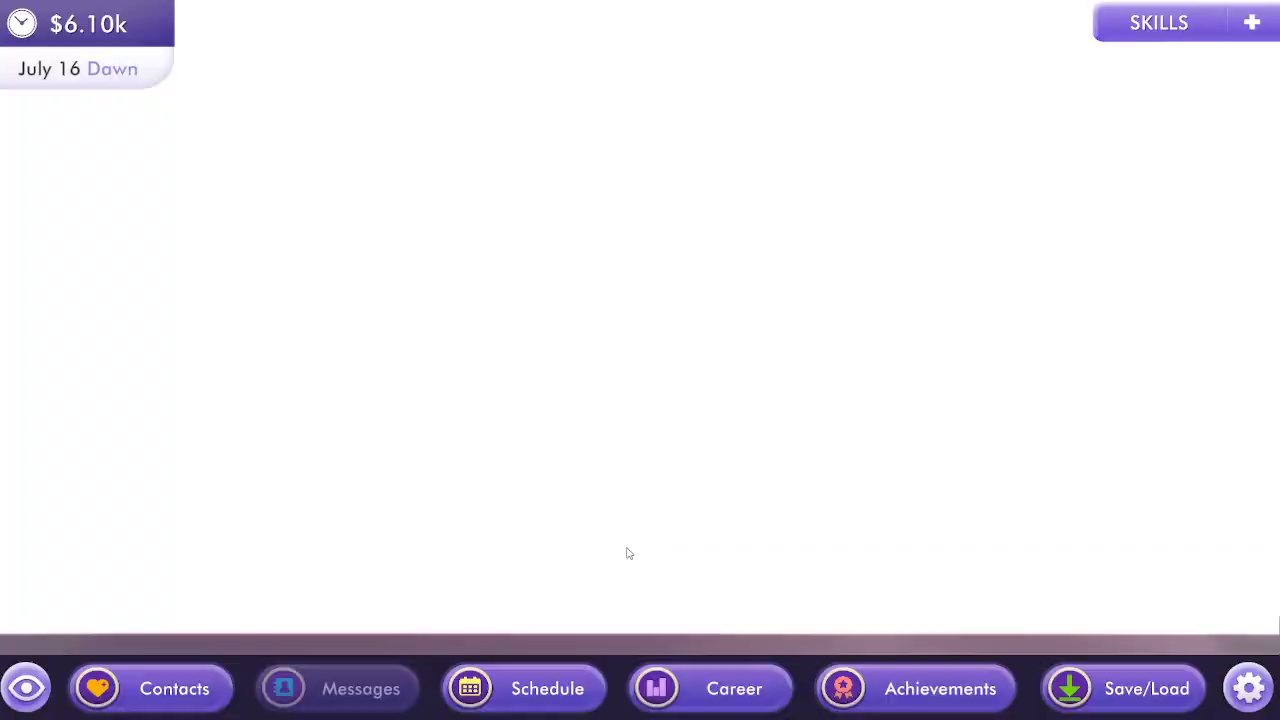 $6.10k
SKILLS
July 16 Dawn
Contacts
Messages
Schedule
Career
Achievements
Save/Load